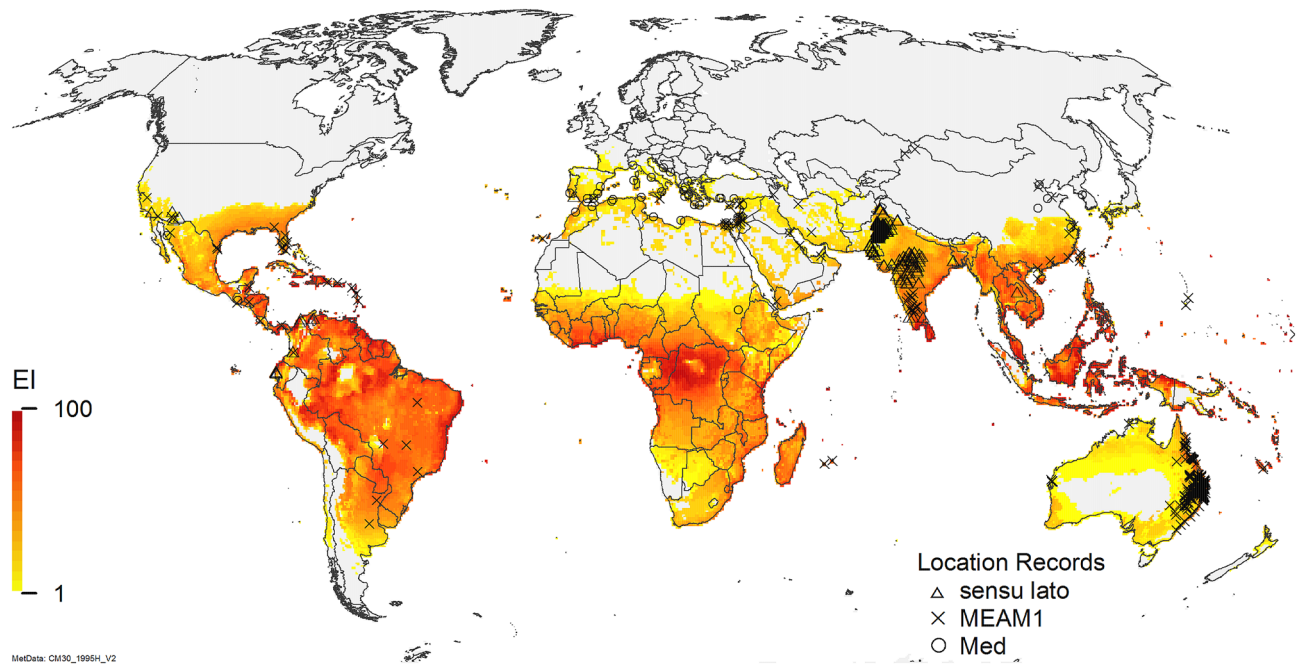 EI
100
1
Location Records
sensu lato
MEAM1
Med
MetData: CM30_1995H_V2